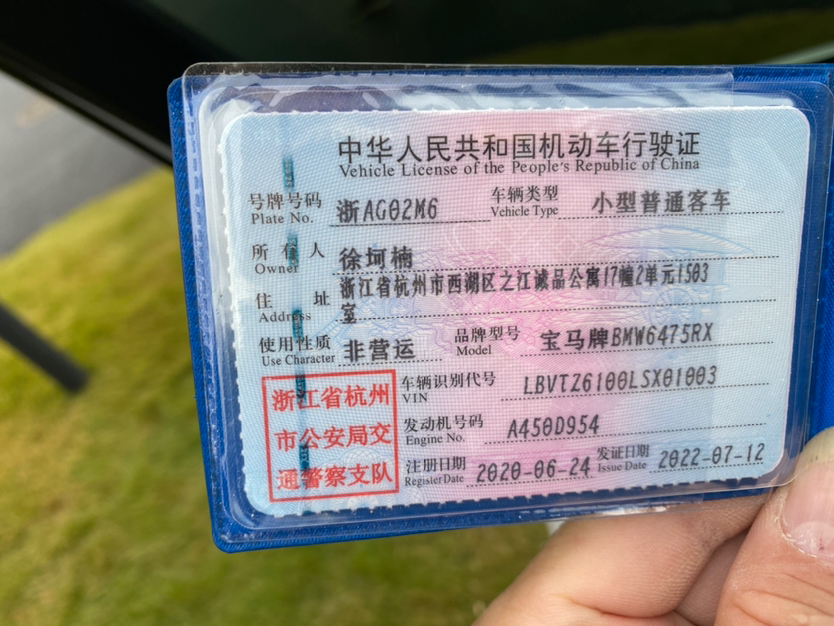 中华人民共和国机动车行驶证
Vehicle License of the People's Republic of China
号牌号码 浙AG02M6 车辆类型 小型普通客车
Plate No. Vehicle Type
所有人 徐坷楠
Owner
住址 浙江省杭州市西湖区之江诚品公寓17幢2单元1503
Address 室
使用性质 非营运 品牌型号 宝马牌BMW6475RX
Use Character Model
浙江省杭州
市公安局交
通警察支队
车辆识别代号 LBVTZ6100LSX01003
VIN
发动机号码 A450D954
Engine No.
注册日期 2020-06-24 发证日期 2022-07-12
Register Date Issue Date